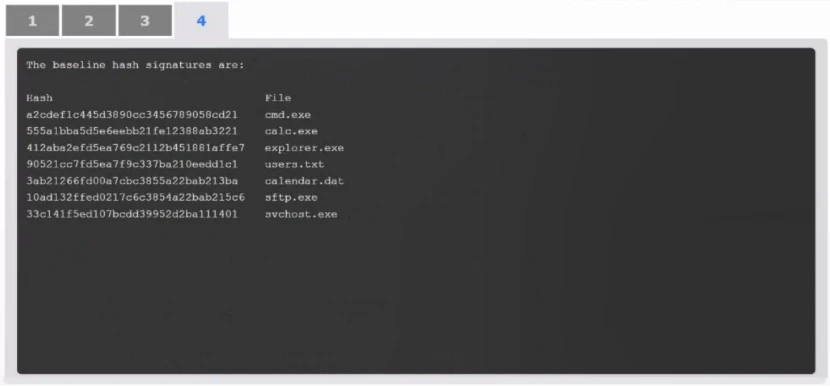 1 2 3 4
The baseline hash signatures are:
Hash File
a2cdef1c445d3890cc3456789058cd21 cmd.exe
555a1bba5d5e6eebb21fe12388ab3221 calc.exe
412aba2efd5ea769c2112b451881affe7 explorer.exe
90521cc7fd5ea7f9c337ba210eedd1c1 users.txt
3ab21266fd00a7cbc3855a22bab213ba calendar.dat
10ad132ffed0217c6c3854a22bab215c6 sftp.exe
33c141f5ed107bcdd39952d2ba111401 svchost.exe